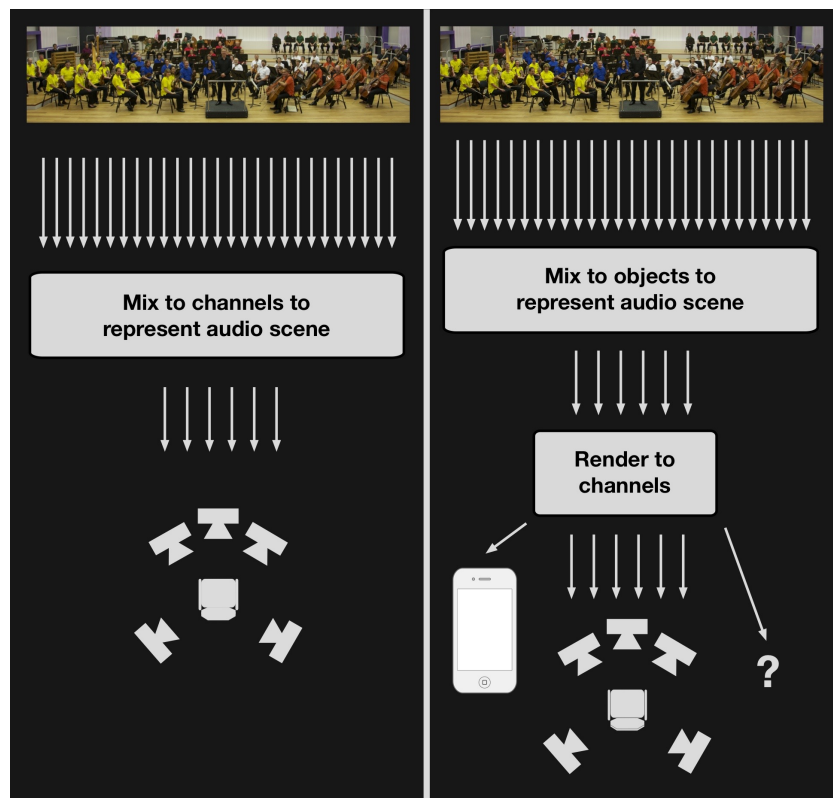 Mix to channels to
represent audio scene
Mix to objects to
represent audio scene
Render to
channels
?